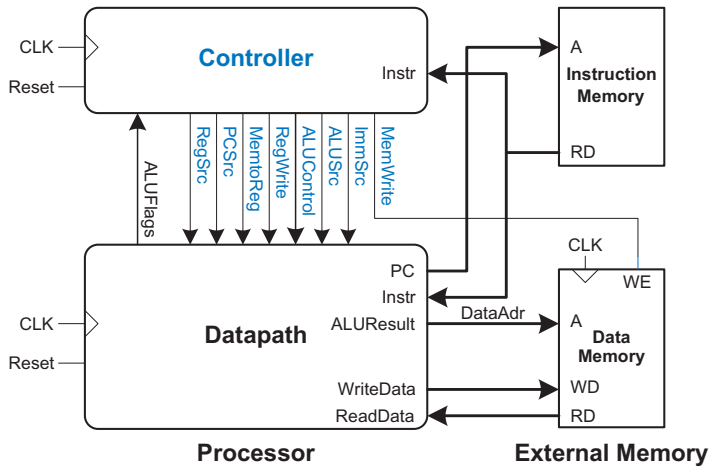 CLK
Reset
Controller
Instr
A
Instruction
Memory
RD
ALUFlags
RegSrc
PCSrc
MemtoReg
RegWrite
ALUControl
ALUSrc
ImmSrc
MemWrite
CLK
Reset
Datapath
PC
Instr
ALUResult
WriteData
ReadData
DataAdr
CLK
WE
A
Data
Memory
WD
RD
Processor
External Memory